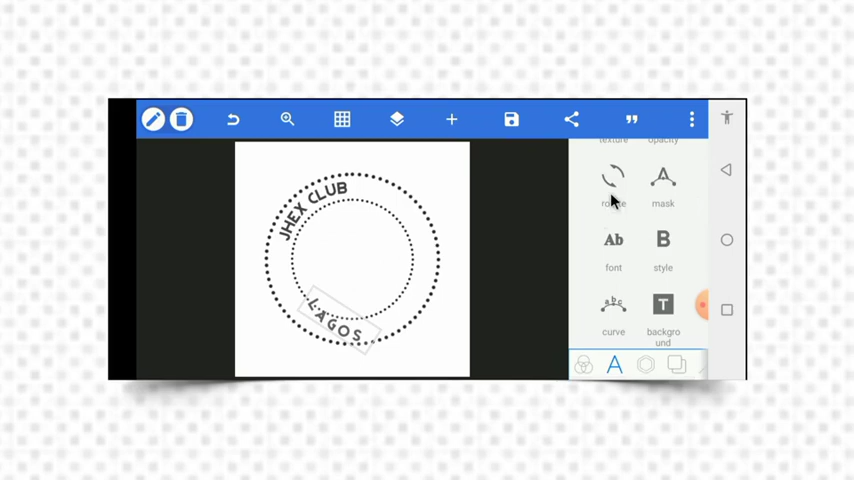 texture
opacity
JHEX CLUB
LAGOS
rotate
mask
Ab
B
font
style
abc
T
curve
backgro
und
A